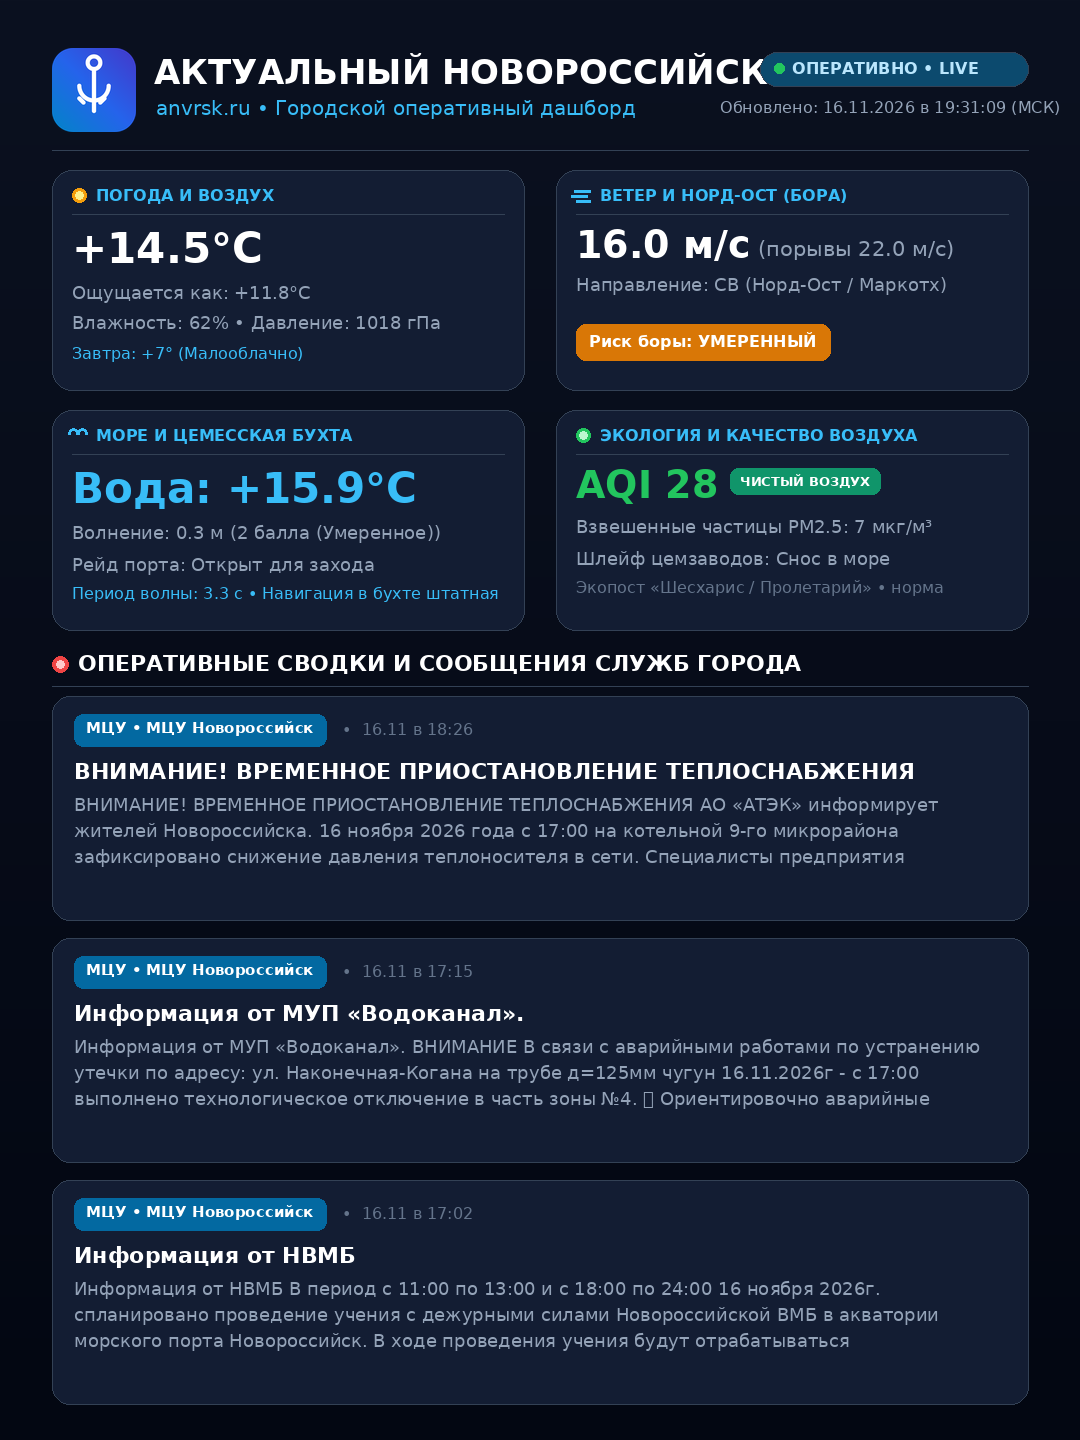 АКТУАЛЬНЫЙ НОВОРОССИЙСК
ОПЕРАТИВНО • LIVE
anvrsk.ru • Городской оперативный дашборд
Обновлено: 16.11.2026 в 19:31:09 (МСК)
ПОГОДА И ВОЗДУХ
+14.5°C
Ощущается как: +11.8°C
Влажность: 62% • Давление: 1018 гПа
Завтра: +7° (Малооблачно)
ВЕТЕР И НОРД-ОСТ (БОРА)
16.0 м/с (порывы 22.0 м/с)
Направление: СВ (Норд-Ост / Маркотх)
Риск боры: УМЕРЕННЫЙ
МОРЕ И ЦЕМЕССКАЯ БУХТА
Вода: +15.9°C
Волнение: 0.3 м (2 балла (Умеренное))
Рейд порта: Открыт для захода
Период волны: 3.3 с • Навигация в бухте штатная
ЭКОЛОГИЯ И КАЧЕСТВО ВОЗДУХА
AQI 28 ЧИСТЫЙ ВОЗДУХ
Взвешенные частицы PM2.5: 7 мкг/м³
Шлейф цемзаводов: Снос в море
Экопост «Шесхарис / Пролетарий» • норма
ОПЕРАТИВНЫЕ СВОДКИ И СООБЩЕНИЯ СЛУЖБ ГОРОДА
МЦУ • МЦУ Новороссийск • 16.11 в 18:26
ВНИМАНИЕ! ВРЕМЕННОЕ ПРИОСТАНОВЛЕНИЕ ТЕПЛОСНАБЖЕНИЯ
ВНИМАНИЕ! ВРЕМЕННОЕ ПРИОСТАНОВЛЕНИЕ ТЕПЛОСНАБЖЕНИЯ АО «АТЭК» информирует
жителей Новороссийска. 16 ноября 2026 года с 17:00 на котельной 9-го микрорайона
зафиксировано снижение давления теплоносителя в сети. Специалисты предприятия
МЦУ • МЦУ Новороссийск • 16.11 в 17:15
Информация от МУП «Водоканал».
Информация от МУП «Водоканал». ВНИМАНИЕ В связи с аварийными работами по устранению
утечки по адресу: ул. Наконечная-Когана на трубе д=125мм чугун 16.11.2026г - с 17:00
выполнено технологическое отключение в часть зоны №4. Ориентировочно аварийные
МЦУ • МЦУ Новороссийск • 16.11 в 17:02
Информация от НВМБ
Информация от НВМБ В период с 11:00 по 13:00 и с 18:00 по 24:00 16 ноября 2026г.
спланировано проведение учения с дежурными силами Новороссийской ВМБ в акватории
морского порта Новороссийск. В ходе проведения учения будут отрабатываться